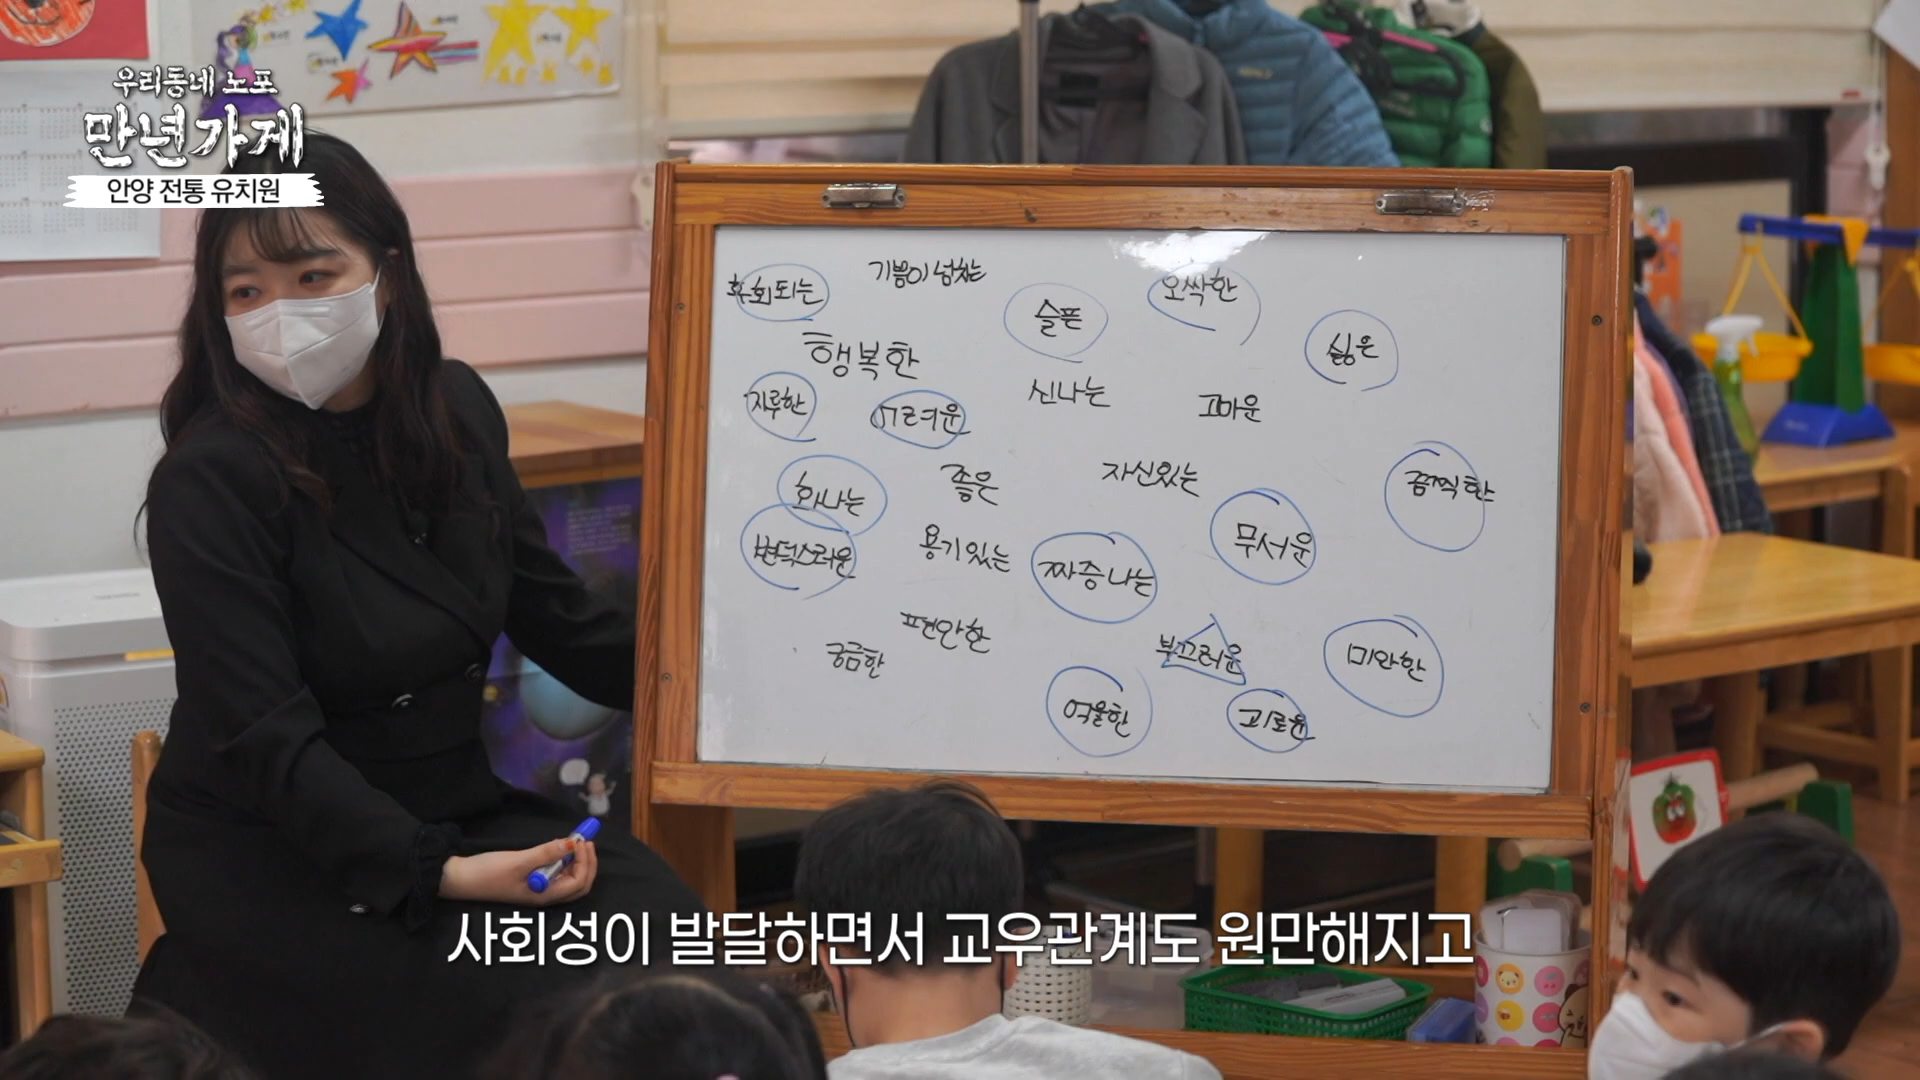 우리동네 노포
만년가게
안양 전통 유치원
후회되는
기쁨이 넘치는
슬픈
오싹한
싫은
행복한
지루한
신나는
고마운
화나는
좋은
자신있는
끔찍한
변덕스러운
용기있는
짜증나는
무서운
궁금한
편안한
부끄러운
미안한
억울한
괴로운
사회성이 발달하면서 교우관계도 원만해지고